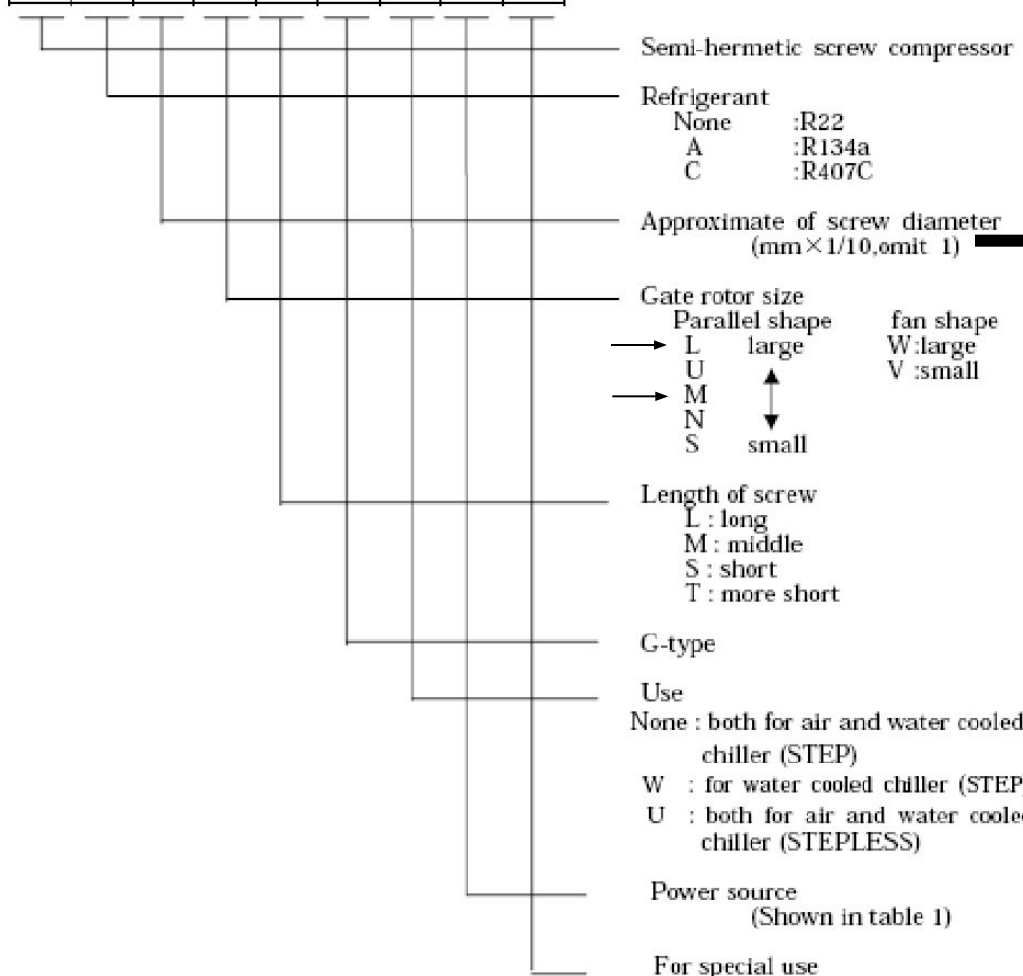 Semi-hermetic screw compressor
Refrigerant
None :R22
A :R134a
C :R407C
Approximate of screw diameter
(mm×1/10,omit 1)
Gate rotor size
Parallel shape fan shape
L large W:large
U V :small
M
N
S small
Length of screw
L : long
M : middle
S : short
T : more short
G-type
Use
None : both for air and water cooled
chiller (STEP)
W : for water cooled chiller (STEP)
U : both for air and water cooled
chiller (STEPLESS)
Power source
(Shown in table 1)
For special use